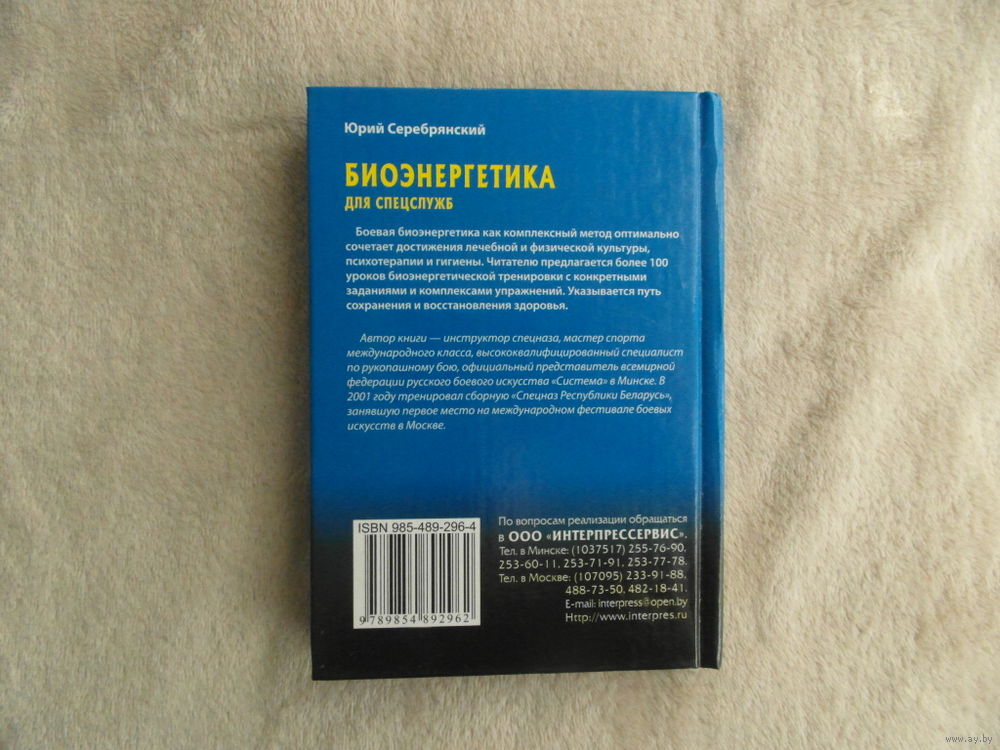 Юрий Серебрянский
БИОЭНЕРГЕТИКА
ДЛЯ СПЕЦСЛУЖБ
Боевая биоэнергетика как комплексный метод оптимально
сочетает достижения лечебной и физической культуры,
психотерапии и гигиены. Читателю предлагается более 100
уроков биоэнергетической тренировки с конкретными
заданиями и комплексами упражнений. Указывается путь
сохранения и восстановления здоровья.
Автор книги — инструктор спецназа, мастер спорта
международного класса, высококвалифицированный специалист
по рукопашному бою, официальный представитель всемирной
федерации русского боевого искусства «Система» в Минске. В
2001 году тренировал сборную «Спецназ Республики Беларусь»,
занявшую первое место на международном фестивале боевых
искусств в Москве.
ISBN 985-489-296-4
9789854892962
По вопросам реализации обращаться
в ООО «ИНТЕРПРЕССЕРВИС».
Тел. в Минске: (1037517) 255-76-90,
253-60-11, 253-71-91, 253-77-78.
Тел. в Москве: (107095) 233-91-88,
488-73-50, 482-18-41.
E-mail: interpress@open.by
Http://www.interpres.ru
www.ay.by